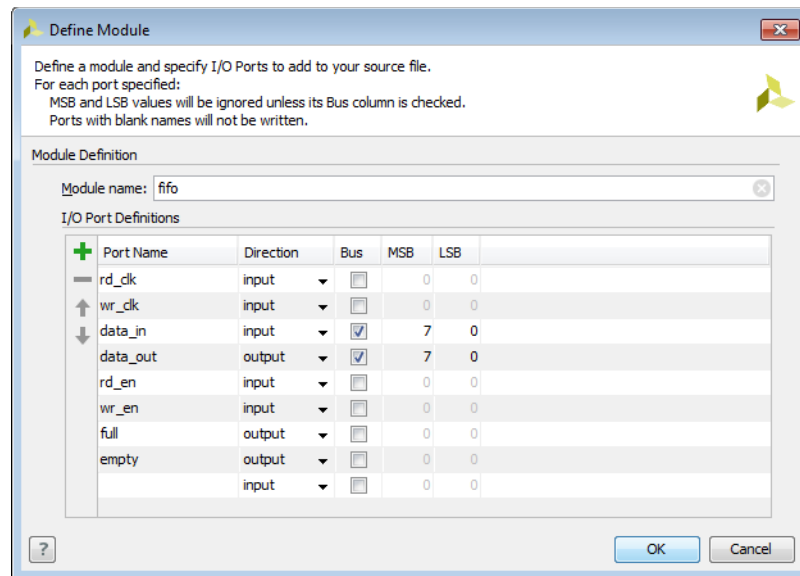 Define Module
Define a module and specify I/O Ports to add to your source file.
For each port specified:
MSB and LSB values will be ignored unless its Bus column is checked.
Ports with blank names will not be written.
Module Definition
Module name: fifo
I/O Port Definitions
Port Name Direction Bus MSB LSB
rd_clk input 0 0
wr_clk input 0 0
data_in input 7 0
data_out output 7 0
rd_en input 0 0
wr_en input 0 0
full output 0 0
empty output 0 0
input 0 0
? OK Cancel